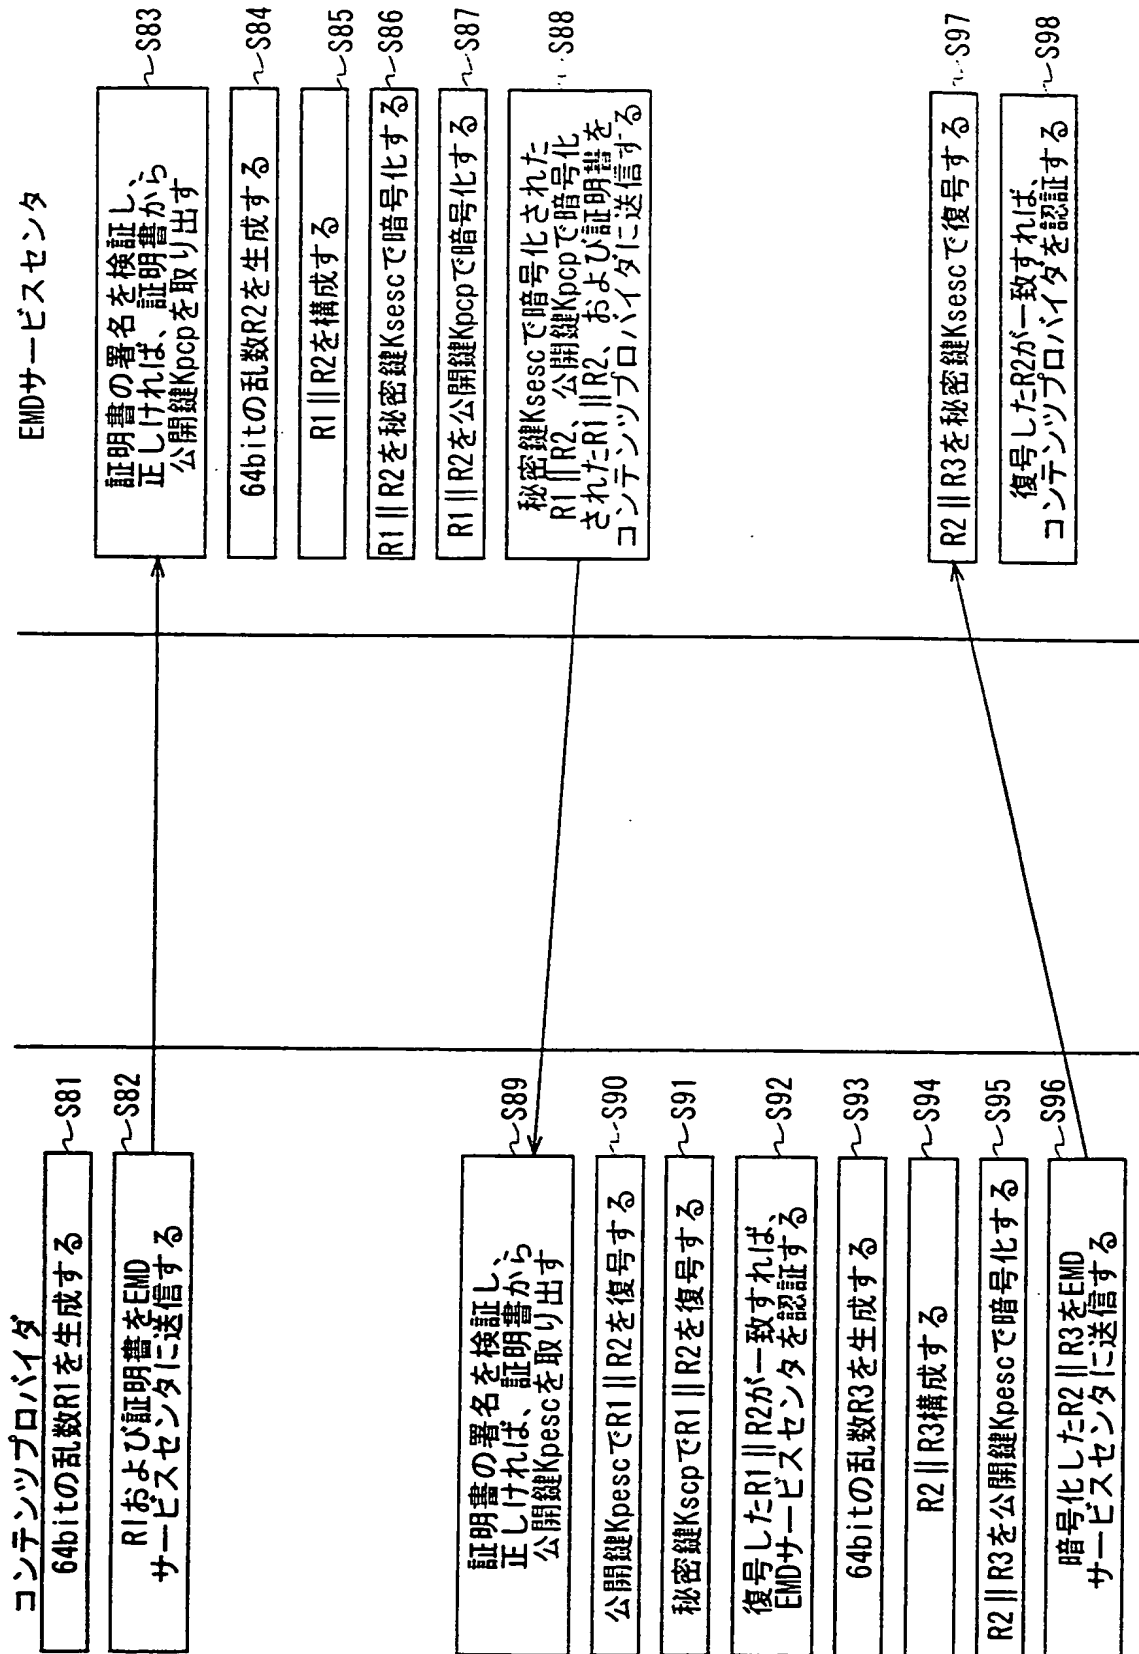 コンテンツプロバイダ
64bitの乱数R1を生成する
S81
R1および証明書をEMD
サービスセンタに送信する
S82
EMDサービスセンタ
証明書の署名を検証し、
正しければ、証明書から
公開鍵Kpcpを取り出す
S83
64bitの乱数R2を生成する
S84
R1||R2を構成する
S85
R1||R2を秘密鍵Ksescで暗号化する
S86
R1||R2を公開鍵Kpcpで暗号化する
S87
秘密鍵Ksescで暗号化された
R1||R2、公開鍵Kpcpで暗号化
されたR1||R2、および証明書を
コンテンツプロバイダに送信する
S88
証明書の署名を検証し、
正しければ、証明書から
公開鍵Kpescを取り出す
S89
公開鍵KpescでR1||R2を復号する
S90
秘密鍵KscpでR1||R2を復号する
S91
復号したR1||R2が一致すれば、
EMDサービスセンタを認証する
S92
64bitの乱数R3を生成する
S93
R2||R3構成する
S94
R2||R3を公開鍵Kpescで暗号化する
S95
暗号化したR2||R3をEMD
サービスセンタに送信する
S96
R2||R3を秘密鍵Ksescで復号する
S97
復号したR2が一致すれば、
コンテンツプロバイダを認証する
S98